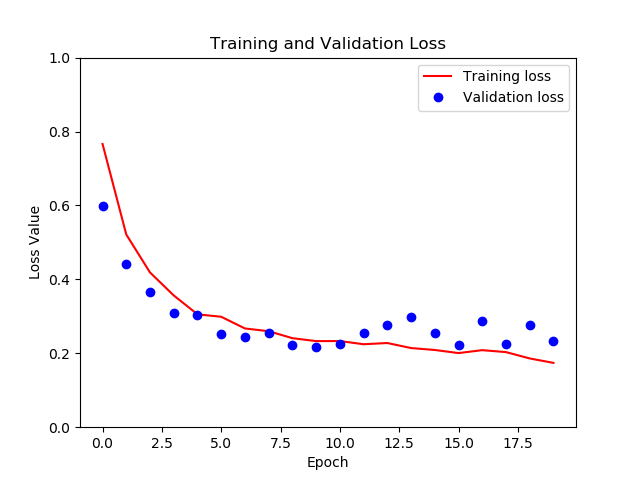 Training and Validation Loss
1.0
0.8
0.6
0.4
0.2
0.0
Loss Value
Training loss
Validation loss
0.0 2.5 5.0 7.5 10.0 12.5 15.0 17.5
Epoch